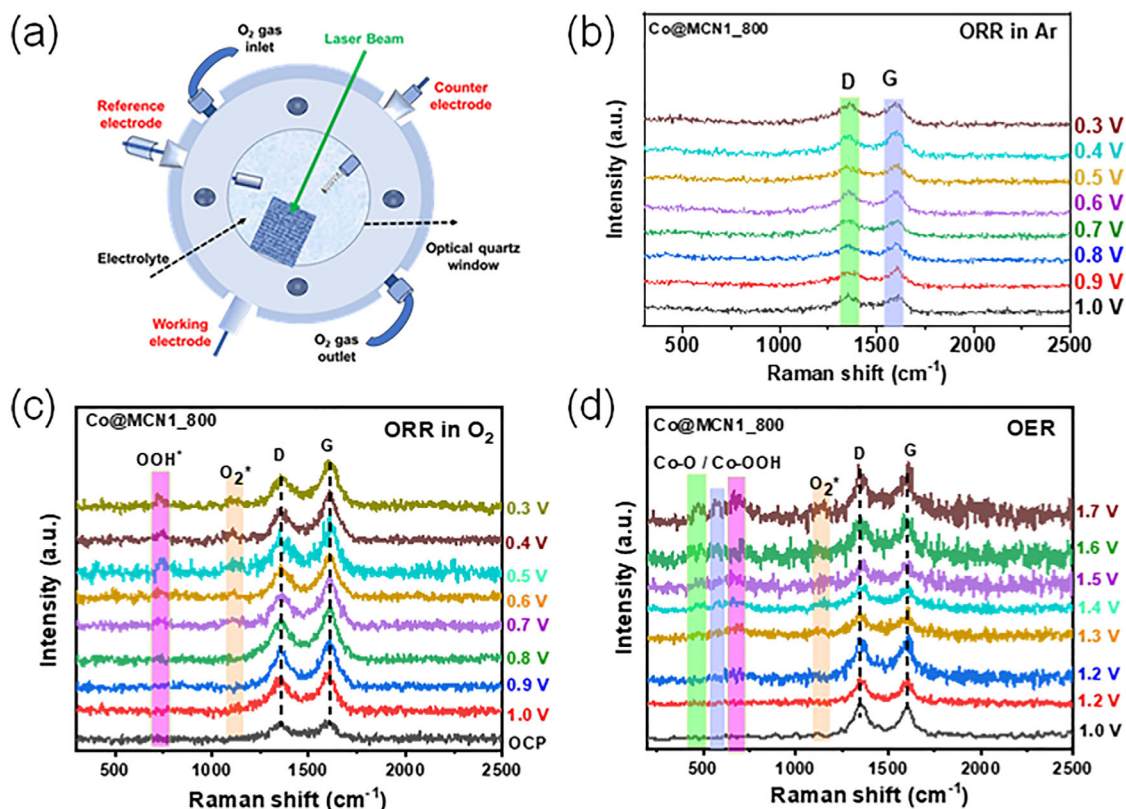 (a)
O₂ gas
inlet
Laser Beam
Counter
electrode
Reference
electrode
Electrolyte
Optical quartz
window
Working
electrode
O₂ gas
outlet
(b)
Co@MCN1_800
ORR in Ar
D G
0.3 V
0.4 V
0.5 V
0.6 V
0.7 V
0.8 V
0.9 V
1.0 V
Intensity (a.u.)
500 1000 1500 2000 2500
Raman shift (cm⁻¹)
(c)
Co@MCN1_800
ORR in O₂
OOH*
O₂*
D
G
0.3 V
0.4 V
0.5 V
0.6 V
0.7 V
0.8 V
0.9 V
1.0 V
OCP
Intensity (a.u.)
500 1000 1500 2000 2500
Raman shift (cm⁻¹)
(d)
Co@MCN1_800
OER
Co-O / Co-OOH
O₂*
D
G
1.7 V
1.6 V
1.5 V
1.4 V
1.3 V
1.2 V
1.2 V
1.0 V
Intensity (a.u.)
500 1000 1500 2000 2500
Raman shift (cm⁻¹)